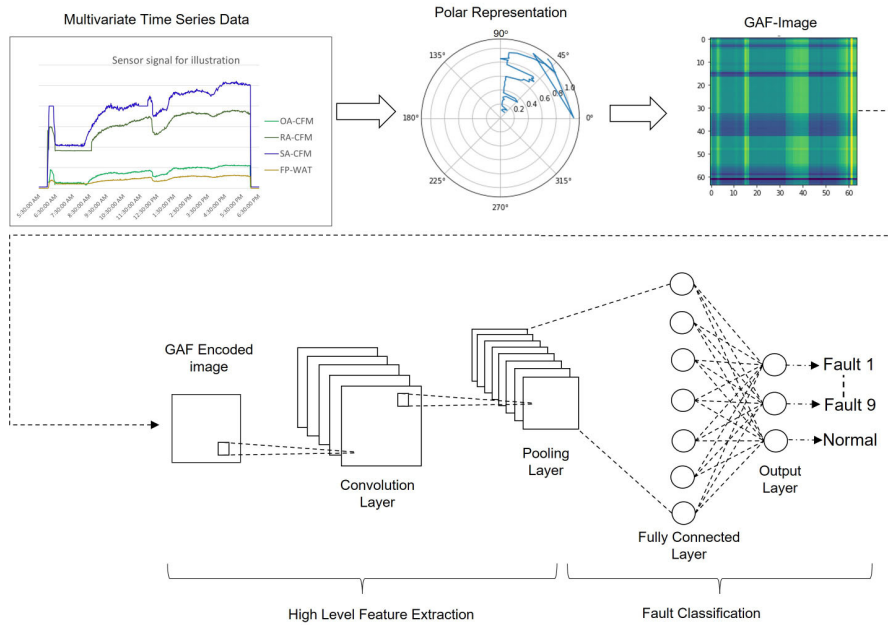 Multivariate Time Series Data
Polar Representation
GAF-Image
Sensor signal for illustration
OA-CFM
RA-CFM
SA-CFM
FP-WAT
5:30:00 AM
6:30:00 AM
7:30:00 AM
8:30:00 AM
9:30:00 AM
10:30:00 AM
11:30:00 AM
12:30:00 PM
1:30:00 PM
2:30:00 PM
3:30:00 PM
4:30:00 PM
5:30:00 PM
6:30:00 PM
90°
135°
45°
180°
0°
225°
315°
270°
0.2
0.4
0.6
0.8
1.0
0
10
20
30
40
50
60
0
10
20
30
40
50
60
GAF Encoded
image
Convolution
Layer
Pooling
Layer
Fully Connected
Layer
Output
Layer
Fault 1
Fault 9
Normal
High Level Feature Extraction
Fault Classification